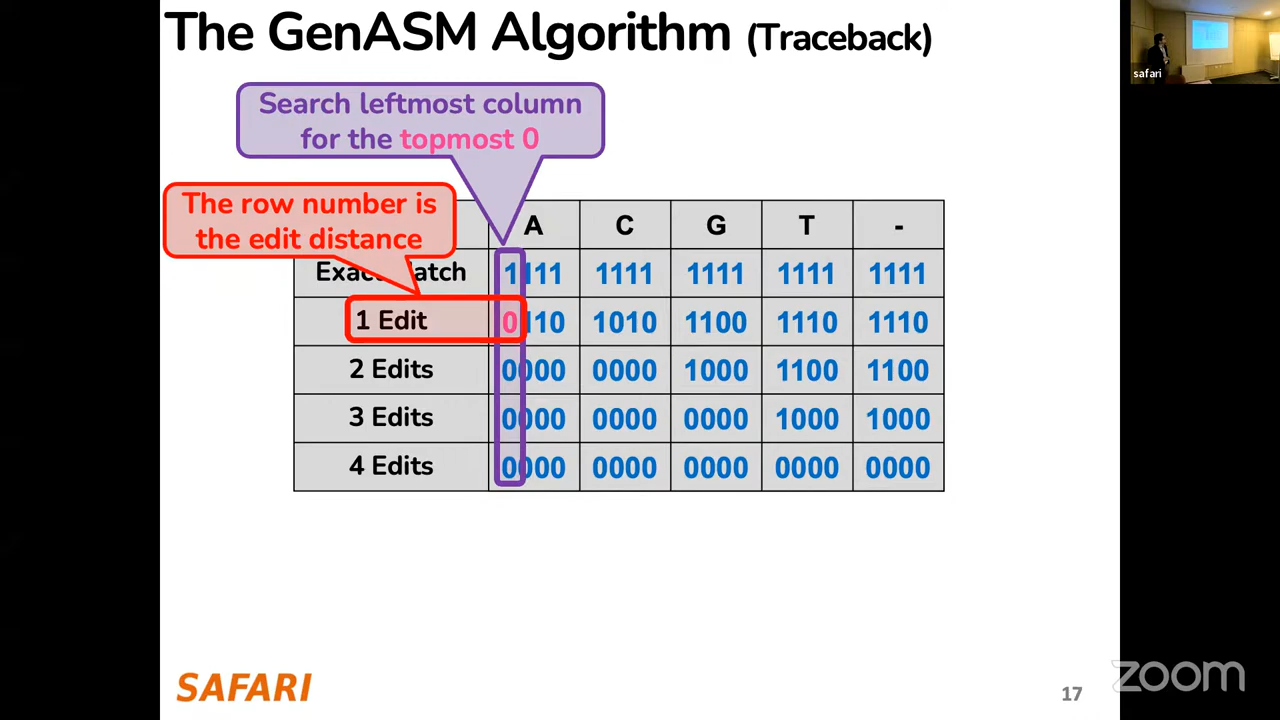 The GenASM Algorithm (Traceback)
safari
Search leftmost column
for the topmost 0
The row number is
the edit distance
A C G T -
1111 1111 1111 1111 1111
1 Edit 0110 1010 1100 1110 1110
2 Edits 0000 0000 1000 1100 1100
3 Edits 0000 0000 0000 1000 1000
4 Edits 0000 0000 0000 0000 0000
SAFARI
17
zoom